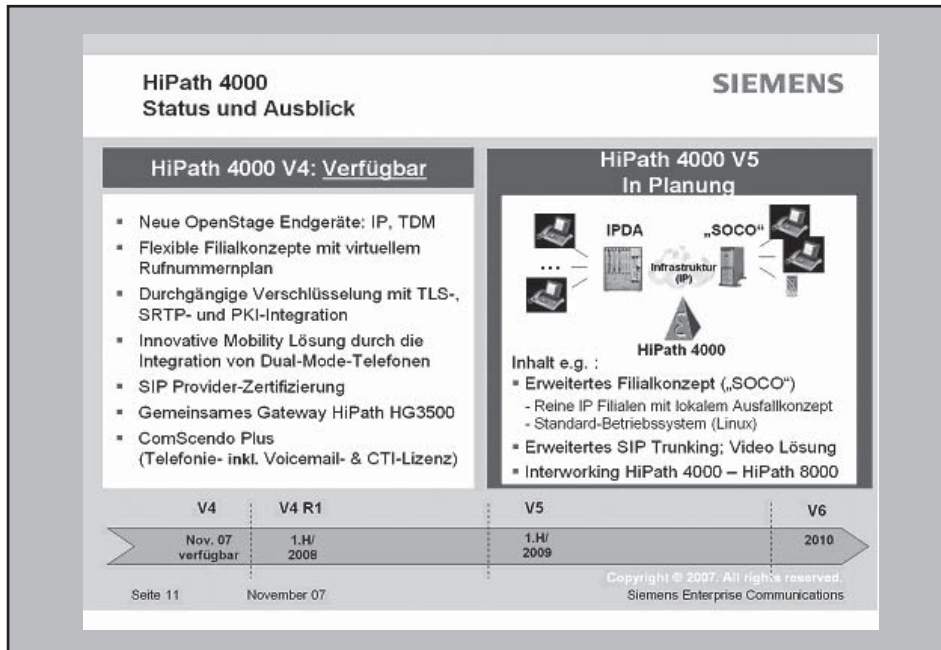 HiPath 4000
Status und Ausblick
SIEMENS
HiPath 4000 V4: Verfügbar
▪ Neue OpenStage Endgeräte: IP, TDM
▪ Flexible Filialkonzepte mit virtuellem
Rufnummernplan
▪ Durchgängige Verschlüsselung mit TLS-,
SRTP- und PKI-Integration
▪ Innovative Mobility Lösung durch die
Integration von Dual-Mode-Telefonen
▪ SIP Provider-Zertifizierung
▪ Gemeinsames Gateway HiPath HG3500
▪ ComScendo Plus
(Telefonie- inkl. Voicemail- & CTI-Lizenz)
HiPath 4000 V5
In Planung
IPDA
„SOCO“
...
Infrastruktur
(IP)
HiPath 4000
Inhalt e.g. :
▪ Erweitertes Filialkonzept („SOCO“)
- Reine IP Filialen mit lokalem Ausfallkonzept
- Standard-Betriebssystem (Linux)
▪ Erweitertes SIP Trunking; Video Lösung
▪ Interworking HiPath 4000 – HiPath 8000
V4
V4 R1
V5
V6
Nov. 07
verfügbar
1.H/
2008
1.H/
2009
2010
Copyright © 2007. All rights reserved.
Seite 11
November 07
Siemens Enterprise Communications